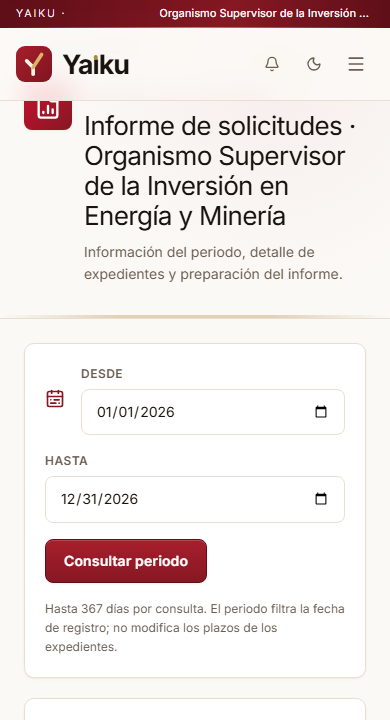 YAIKU ·
Organismo Supervisor de la Inversión ...
Yaiku
Informe de solicitudes ·
Organismo Supervisor
de la Inversión en
Energía y Minería
Información del periodo, detalle de
expedientes y preparación del informe.
DESDE
01/01/2026
HASTA
12/31/2026
Consultar periodo
Hasta 367 días por consulta. El periodo filtra la fecha
de registro; no modifica los plazos de los
expedientes.